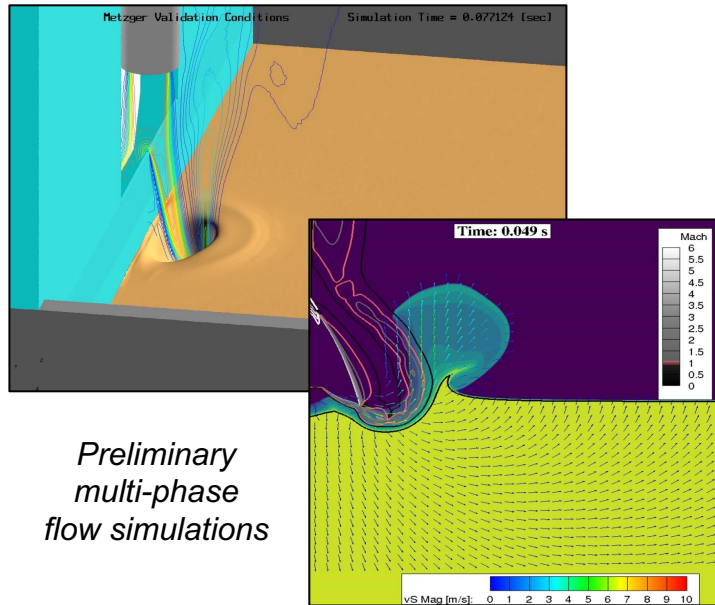 Metzger Validation Conditions Simulation Time = 0.077124 [sec]
Time: 0.049 s
Mach
6
5.5
5
4.5
4
3.5
3
2.5
2
1.5
1
0.5
0
Preliminary
multi-phase
flow simulations
vS Mag [m/s]: 0 1 2 3 4 5 6 7 8 9 10